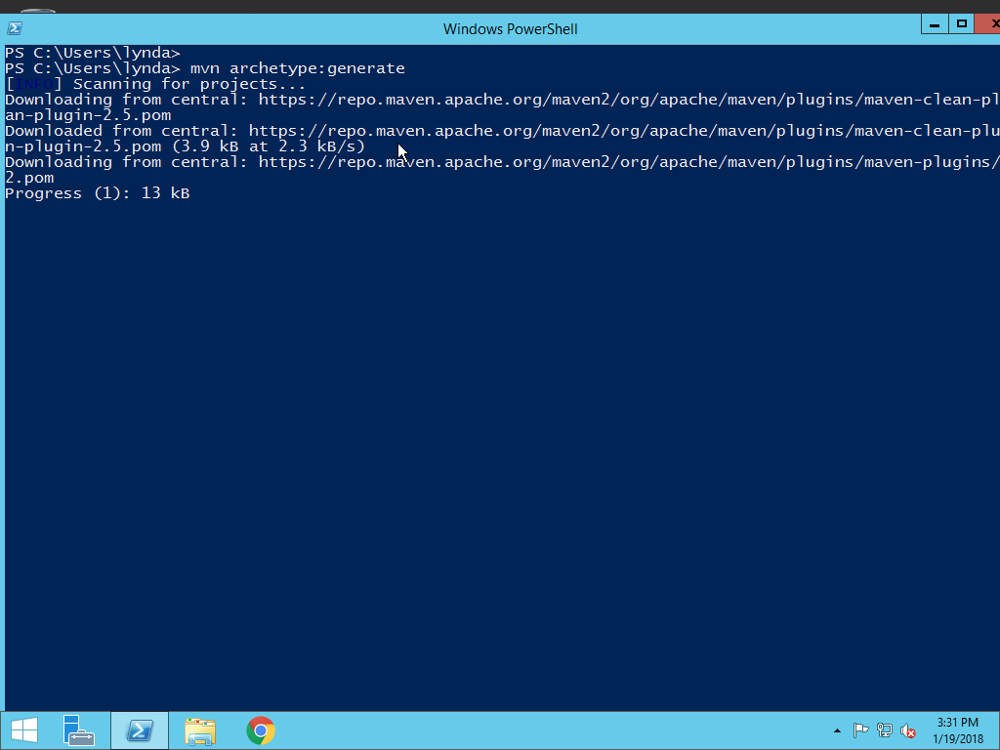 Windows PowerShell
PS C:\Users\lynda>
PS C:\Users\lynda> mvn archetype:generate
[INFO] Scanning for projects...
Downloading from central: https://repo.maven.apache.org/maven2/org/apache/maven/plugins/maven-clean-pl
an-plugin-2.5.pom
Downloaded from central: https://repo.maven.apache.org/maven2/org/apache/maven/plugins/maven-clean-plu
n-plugin-2.5.pom (3.9 kB at 2.3 kB/s)
Downloading from central: https://repo.maven.apache.org/maven2/org/apache/maven/plugins/maven-plugins/
2.pom
Progress (1): 13 kB
3:31 PM
1/19/2018